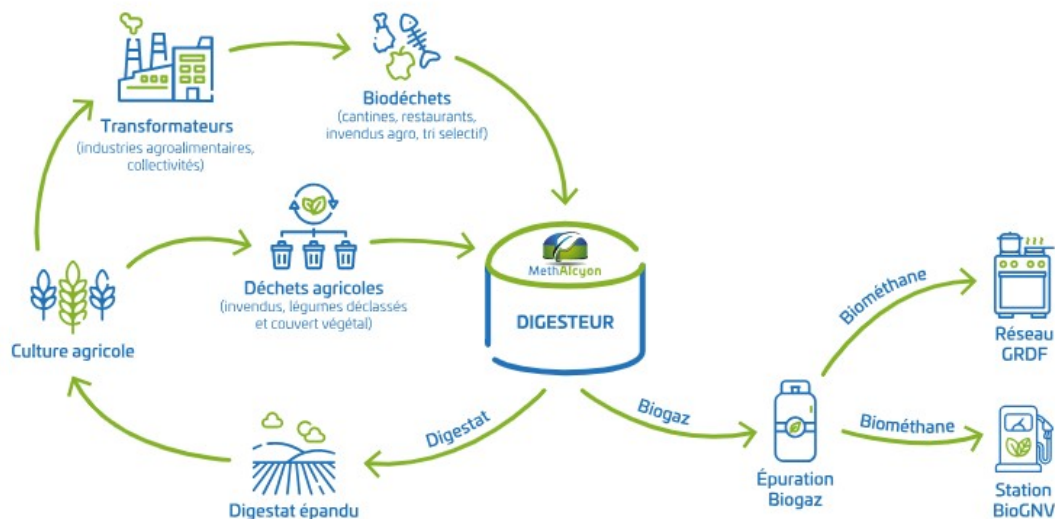 Transformateurs
(industries agroalimentaires,
collectivités)
Biodéchets
(cantines, restaurants,
invendus agro, tri selectif)
Déchets agricoles
(invendus, légumes déclassés
et couvert végétal)
Culture agricole
MethAlcyon
DIGESTEUR
Digestat
Digestat épandu
Biogaz
Épuration
Biogaz
Biométhane
Réseau
GRDF
Biométhane
Station
BioGNV